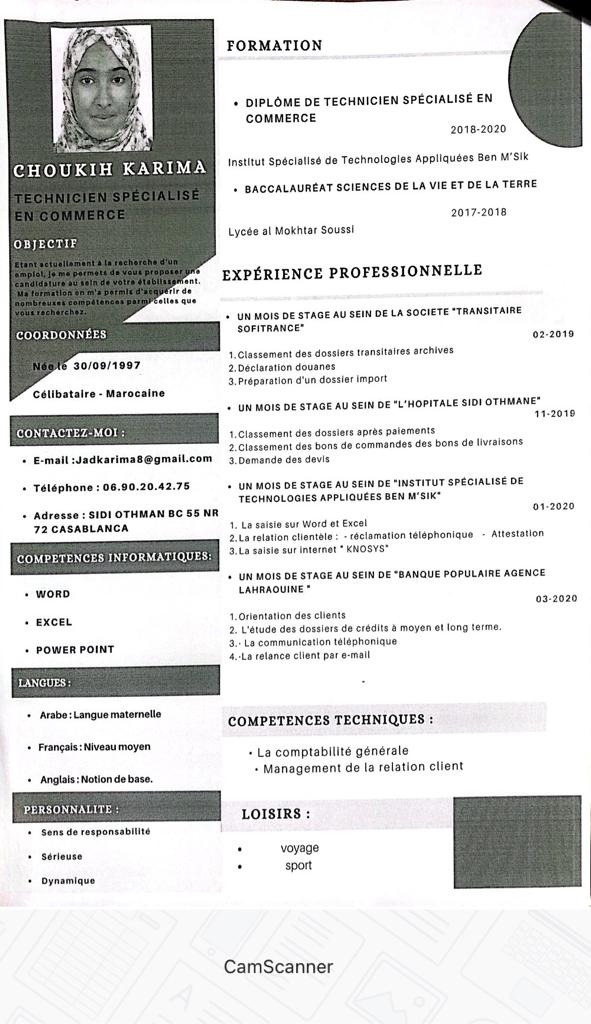 CHOUKIH KARIMA
TECHNICIEN SPÉCIALISÉ
EN COMMERCE
OBJECTIF
Etant actuellement à la recherche d'un
emploi, je me permets de vous proposer une
candidature au sein de votre établissement.
Ma formation en m'a permis d'acquérir de
nombreuses compétences parmi celles que
vous recherchez.
COORDONNÉES
Née le 30/09/1997
Célibataire - Marocaine
CONTACTEZ-MOI :
• E-mail :Jadkarima8@gmail.com
• Téléphone : 06.90.20.42.75
• Adresse : SIDI OTHMAN BC 55 NR
72 CASABLANCA
COMPETENCES INFORMATIQUES:
• WORD
• EXCEL
• POWER POINT
LANGUES :
• Arabe : Langue maternelle
• Français : Niveau moyen
• Anglais : Notion de base.
PERSONNALITE :
• Sens de responsabilité
• Sérieuse
• Dynamique
FORMATION
• DIPLÔME DE TECHNICIEN SPÉCIALISÉ EN
COMMERCE
2018-2020
Institut Spécialisé de Technologies Appliquées Ben M'Sik
• BACCALAURÉAT SCIENCES DE LA VIE ET DE LA TERRE
2017-2018
Lycée al Mokhtar Soussi
EXPÉRIENCE PROFESSIONNELLE
• UN MOIS DE STAGE AU SEIN DE LA SOCIETE "TRANSITAIRE
SOFITRANCE"
02-2019
1. Classement des dossiers transitaires archives
2. Déclaration douanes
3. Préparation d'un dossier import
• UN MOIS DE STAGE AU SEIN DE "L'HOPITALE SIDI OTHMANE"
11-2019
1. Classement des dossiers après paiements
2. Classement des bons de commandes des bons de livraisons
3. Demande des devis
• UN MOIS DE STAGE AU SEIN DE "INSTITUT SPÉCIALISÉ DE
TECHNOLOGIES APPLIQUÉES BEN M'SIK"
01-2020
1. La saisie sur Word et Excel
2. La relation clientèle : - réclamation téléphonique - Attestation
3. La saisie sur internet " KNOSYS"
• UN MOIS DE STAGE AU SEIN DE "BANQUE POPULAIRE AGENCE
LAHRAOUINE "
03-2020
1. Orientation des clients
2. L'étude des dossiers de crédits à moyen et long terme.
3.· La communication téléphonique
4.·La relance client par e-mail
COMPETENCES TECHNIQUES :
• La comptabilité générale
• Management de la relation client
LOISIRS :
• voyage
• sport
CamScanner